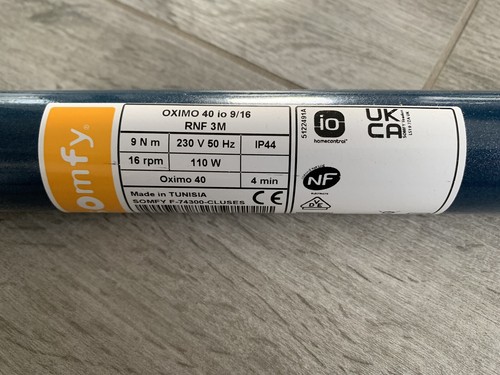 somfy®
OXIMO 40 io 9/16
RNF 3M
9 N m 230 V 50 Hz IP44
16 rpm 110 W
Oximo 40 4 min
Made in TUNISIA
SOMFY F-74300-CLUSES CE
5122491A
io
homecontrol®
UK
CA
NF
VDE